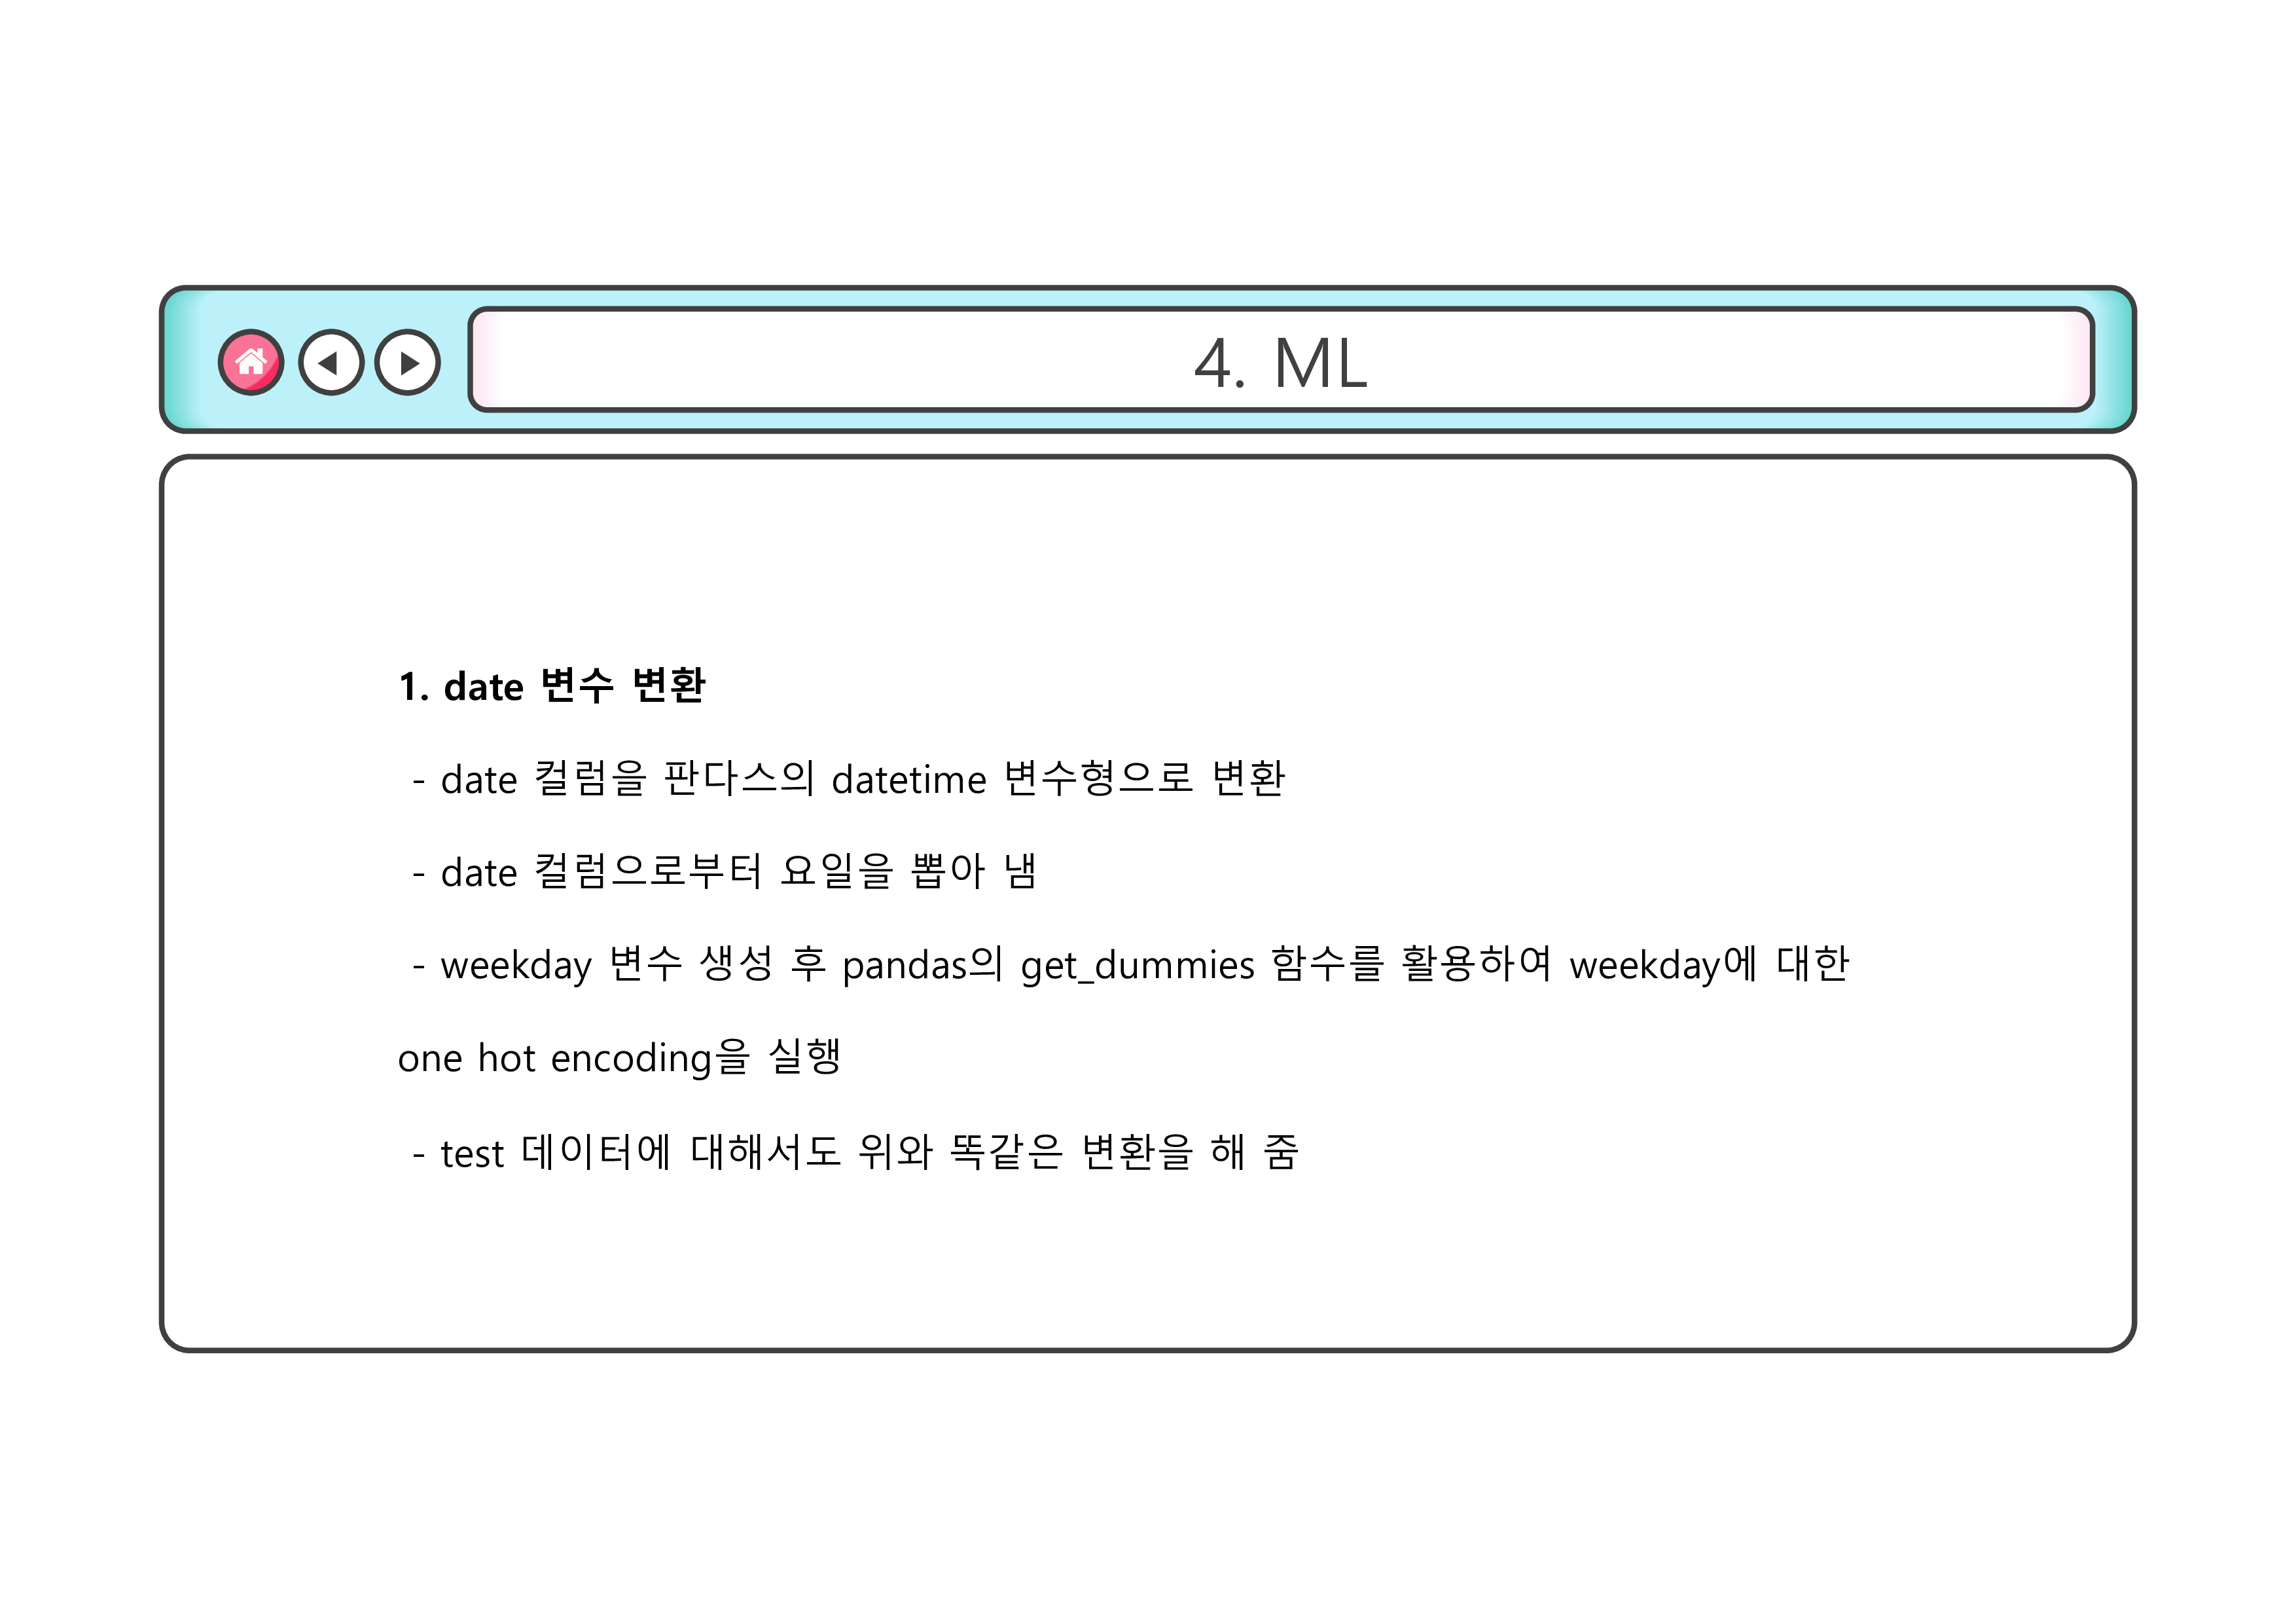 4. ML
1. date 변수 변환
- date 컬럼을 판다스의 datetime 변수형으로 변환
- date 컬럼으로부터 요일을 뽑아 냄
- weekday 변수 생성 후 pandas의 get_dummies 함수를 활용하여 weekday에 대한
one hot encoding을 실행
- test 데이터에 대해서도 위와 똑같은 변환을 해 줌